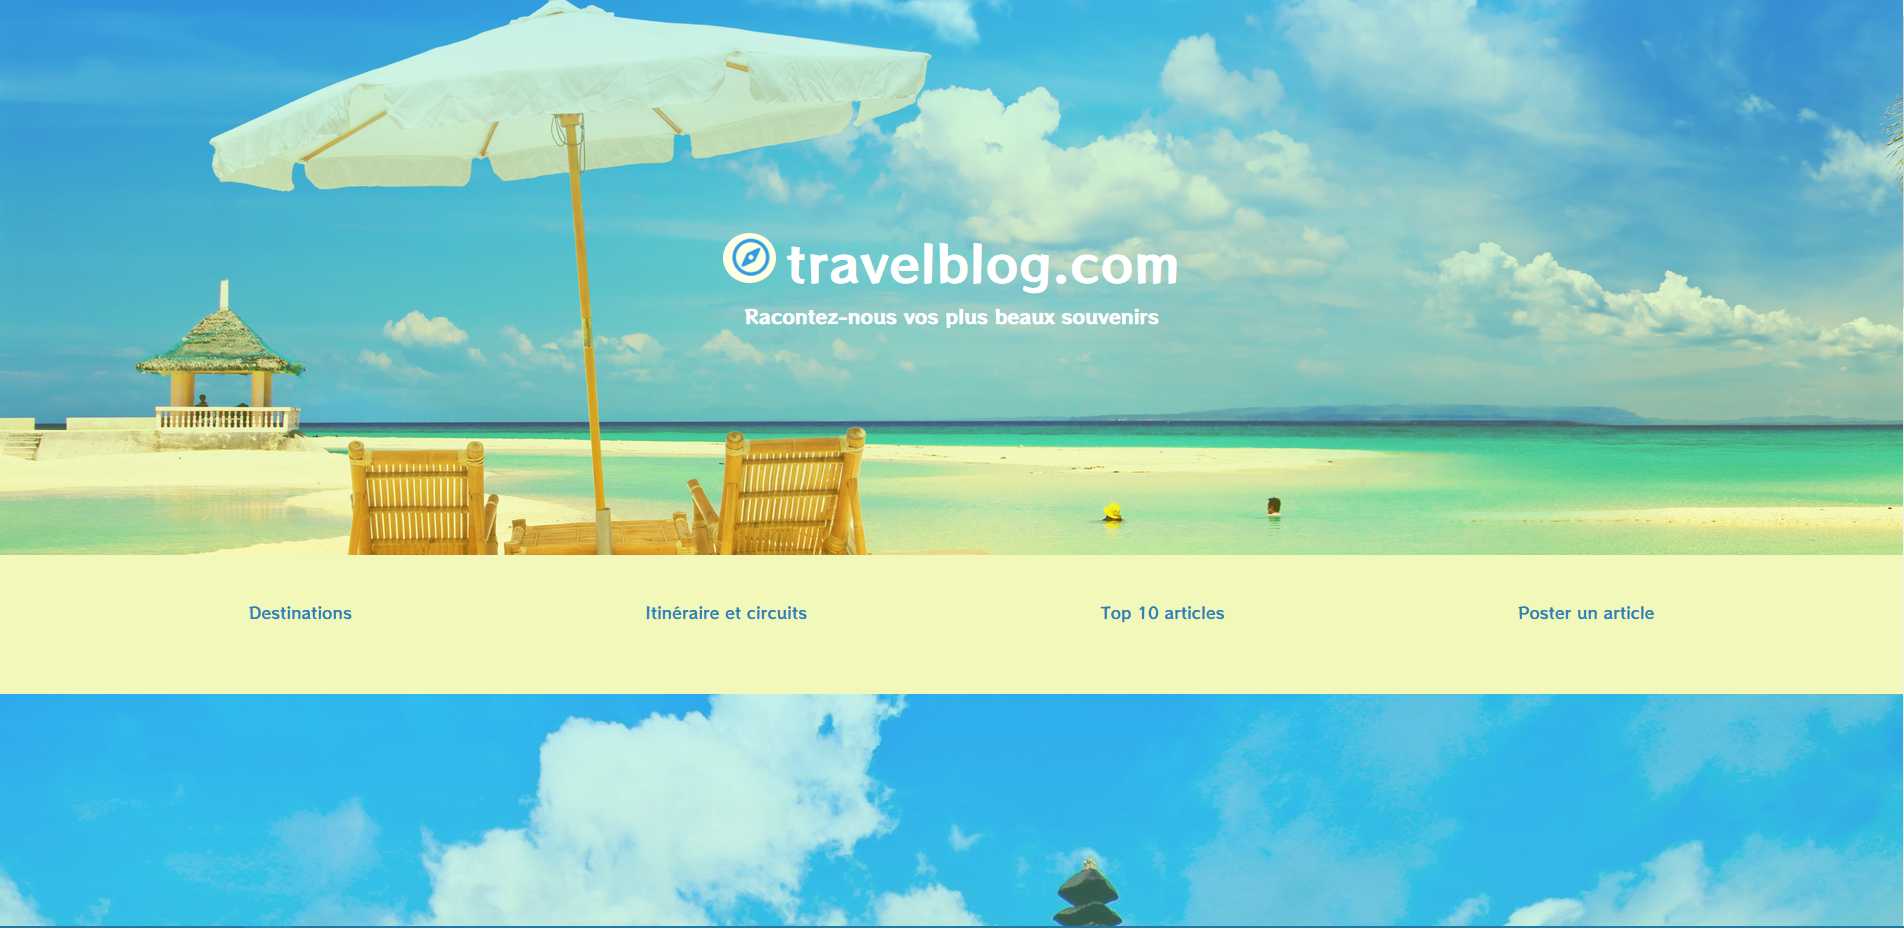 travelblog.com
Racontez-nous vos plus beaux souvenirs
Destinations
Itinéraire et circuits
Top 10 articles
Poster un article